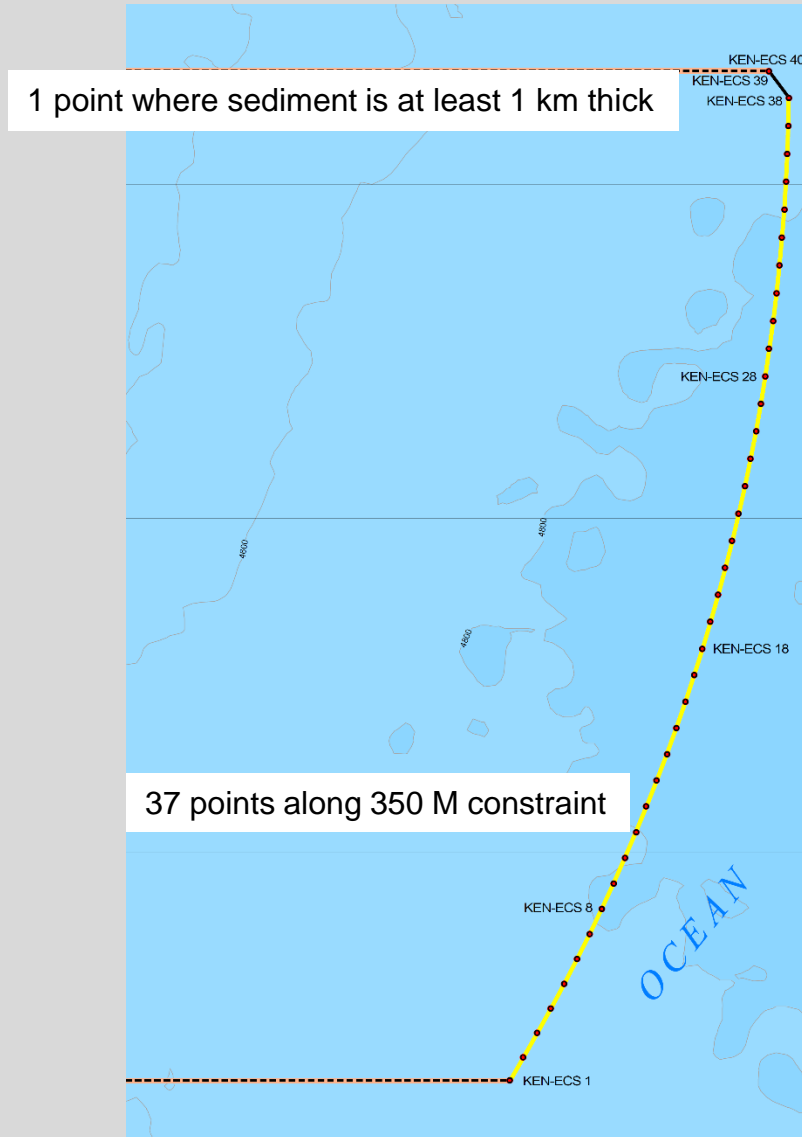 KEN-ECS 40
KEN-ECS 39
1 point where sediment is at least 1 km thick
KEN-ECS 38
KEN-ECS 28
4800
4800
4800
KEN-ECS 18
37 points along 350 M constraint
KEN-ECS 8
OCEAN
KEN-ECS 1